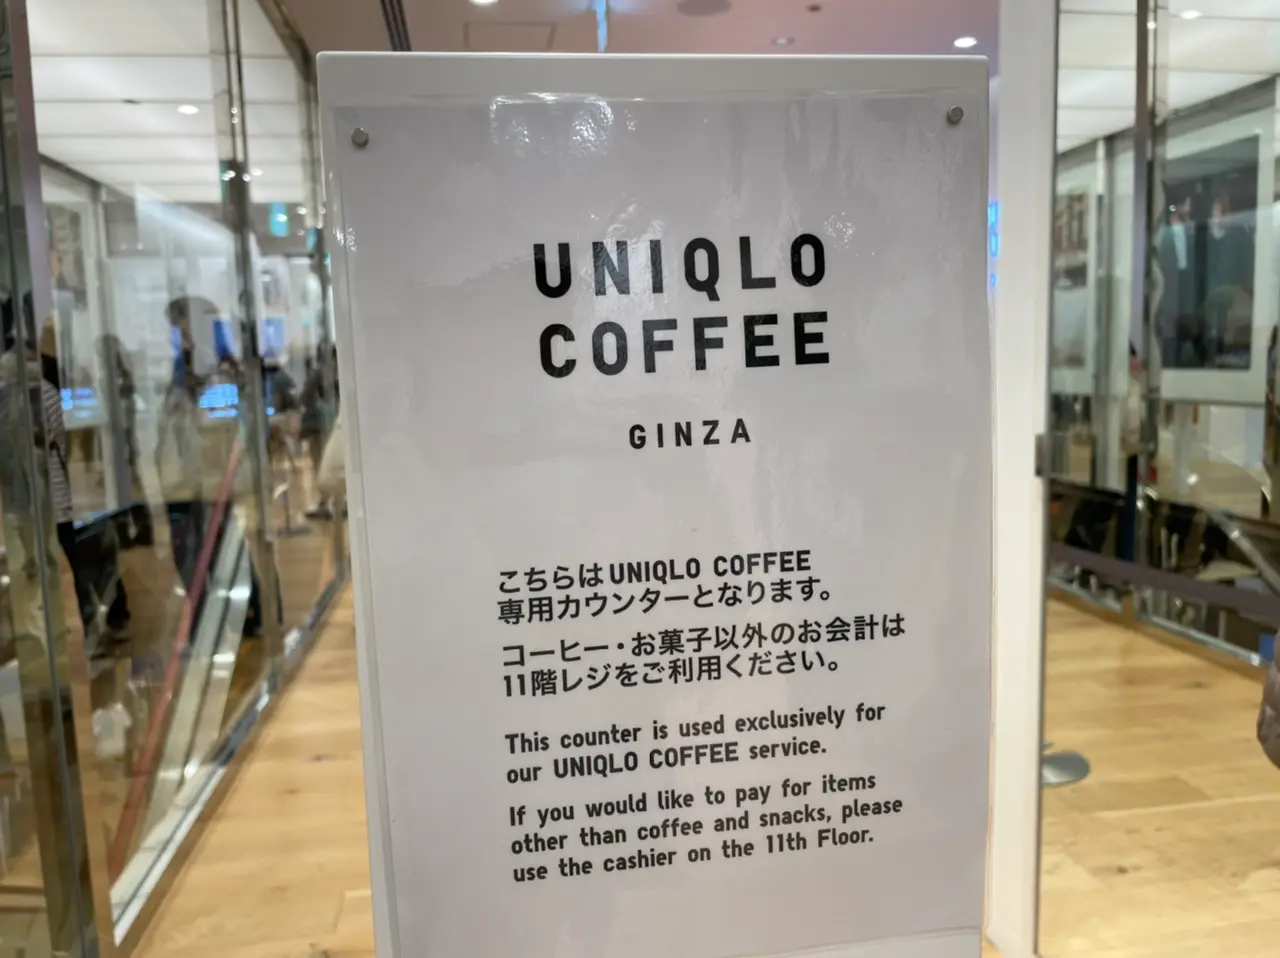 UNIQLO
COFFEE
GINZA
こちらはUNIQLO COFFEE
専用カウンターとなります。
コーヒー・お菓子以外のお会計は
11階レジをご利用ください。
This counter is used exclusively for
our UNIQLO COFFEE service.
If you would like to pay for items
other than coffee and snacks, please
use the cashier on the 11th Floor.